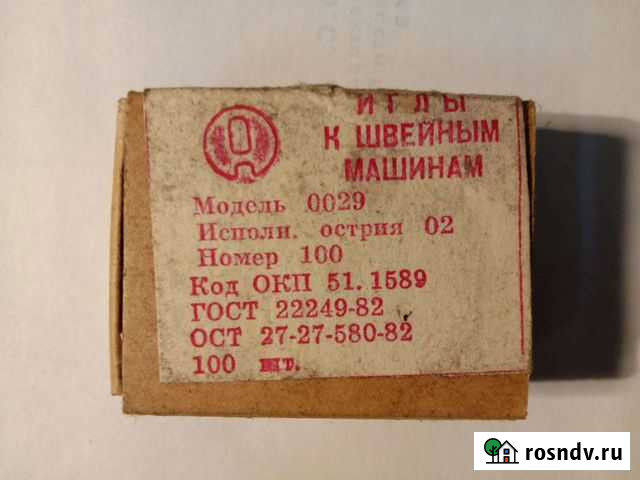 ИГЛЫ
К ШВЕЙНЫМ
МАШИНАМ
Модель 0029
Исполн. острия 02
Номер 100
Код ОКП 51.1589
ГОСТ 22249-82
ОСТ 27-27-580-82
100 шт.
rosndv.ru